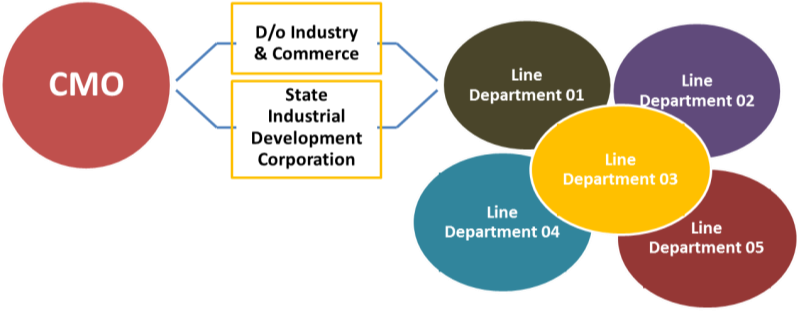 CMO
D/o Industry
& Commerce
State
Industrial
Development
Corporation
Line
Department 01
Line
Department 02
Line
Department 03
Line
Department 04
Line
Department 05